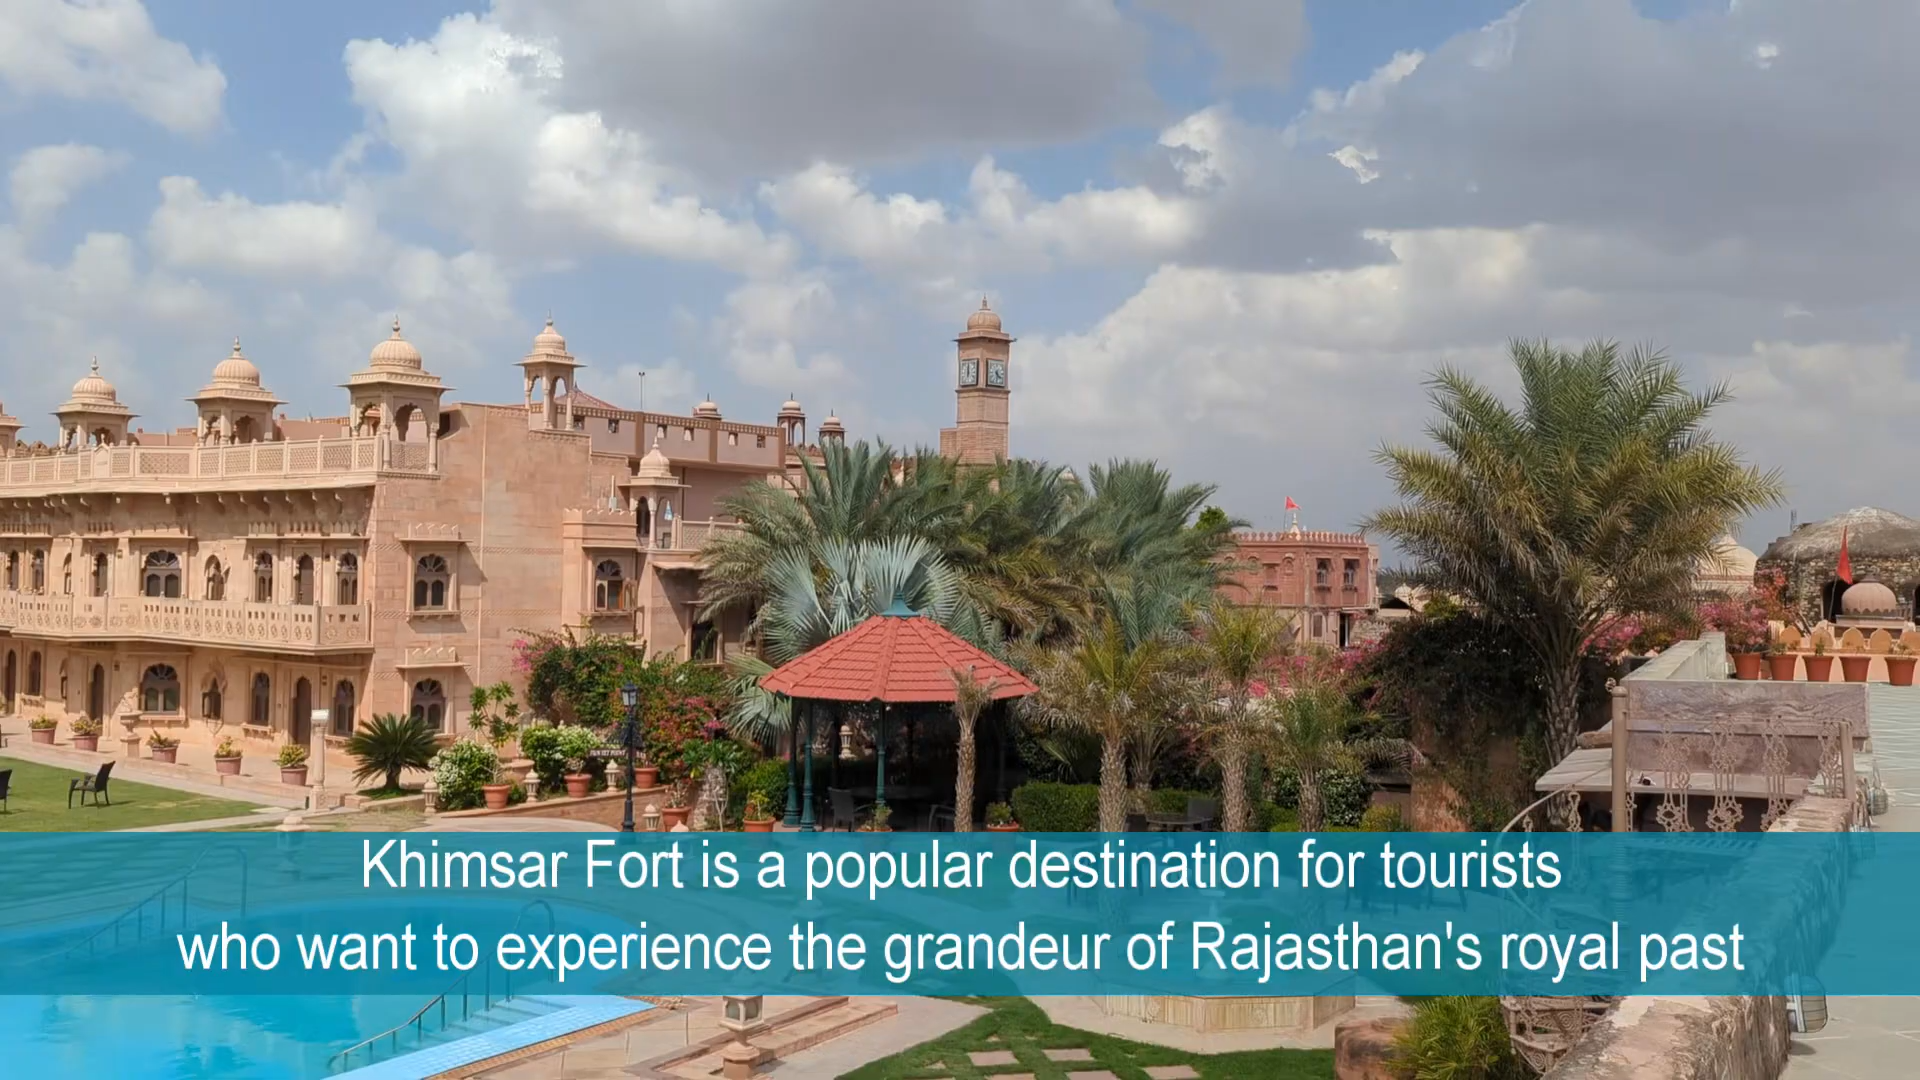 Khimsar Fort is a popular destination for tourists
who want to experience the grandeur of Rajasthan's royal past